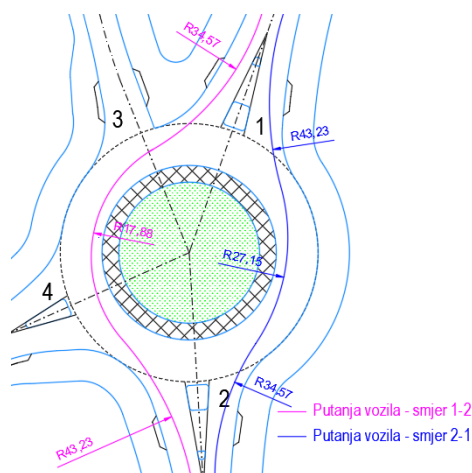 R34,57
1
R43,23
3
R17,88
R27,15
4
2
R34,57
R43,23
Putanja vozila - smjer 1-2
Putanja vozila - smjer 2-1